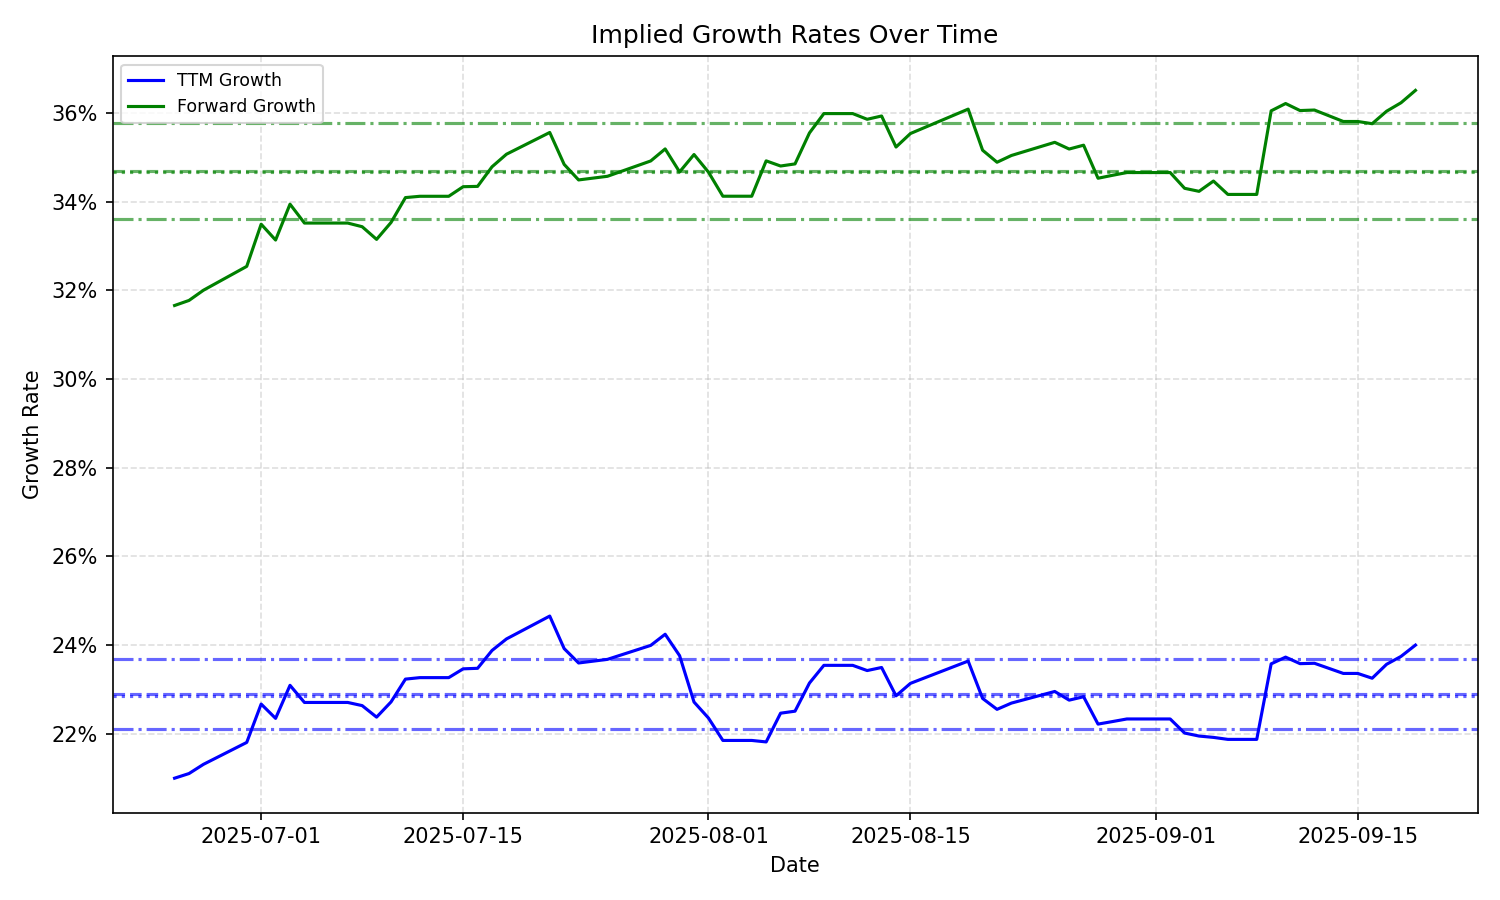 Implied Growth Rates Over Time
TTM Growth
Forward Growth
36%
34%
32%
30%
28%
26%
24%
22%
Growth Rate
2025-07-01
2025-07-15
2025-08-01
2025-08-15
2025-09-01
2025-09-15
Date